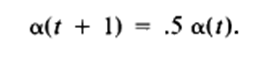 α(t + 1) = .5 α(t).